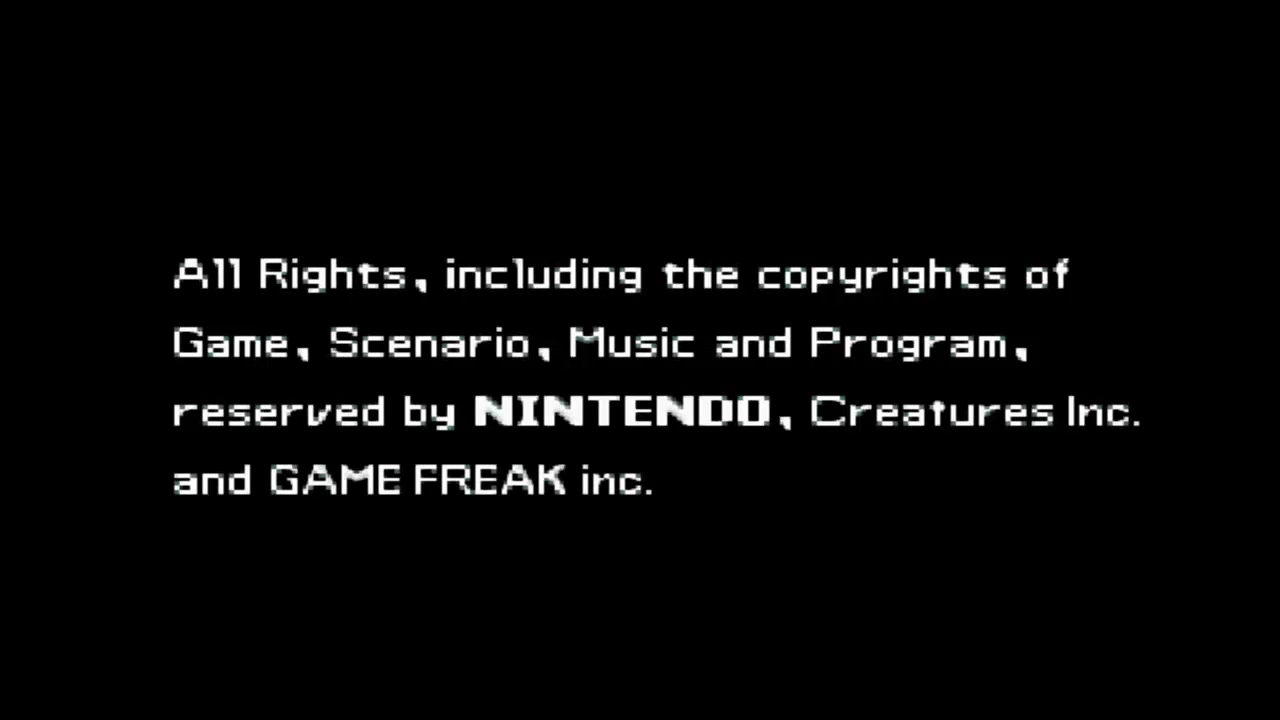 All Rights, including the copyrights of
Game, Scenario, Music and Program,
reserved by NINTENDO, Creatures Inc.
and GAME FREAK inc.